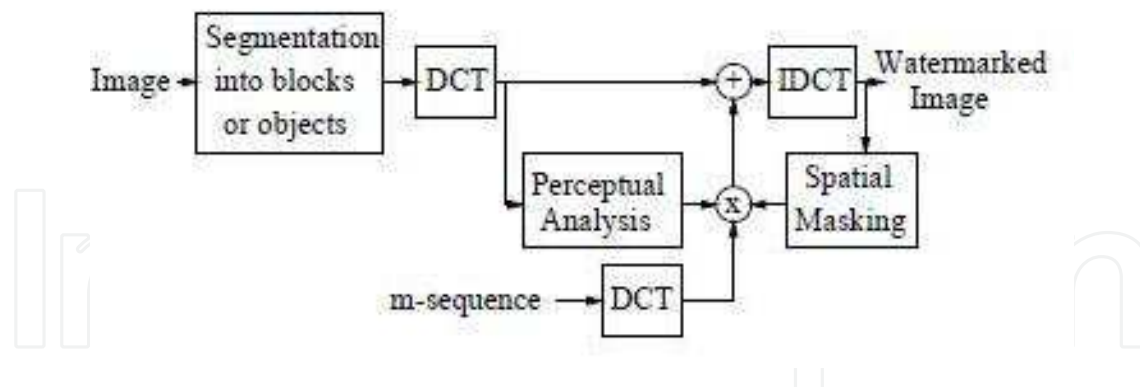 Image
Segmentation
into blocks
or objects
DCT
+
IDCT
Watermarked
Image
Perceptual
Analysis
x
Spatial
Masking
m-sequence
DCT